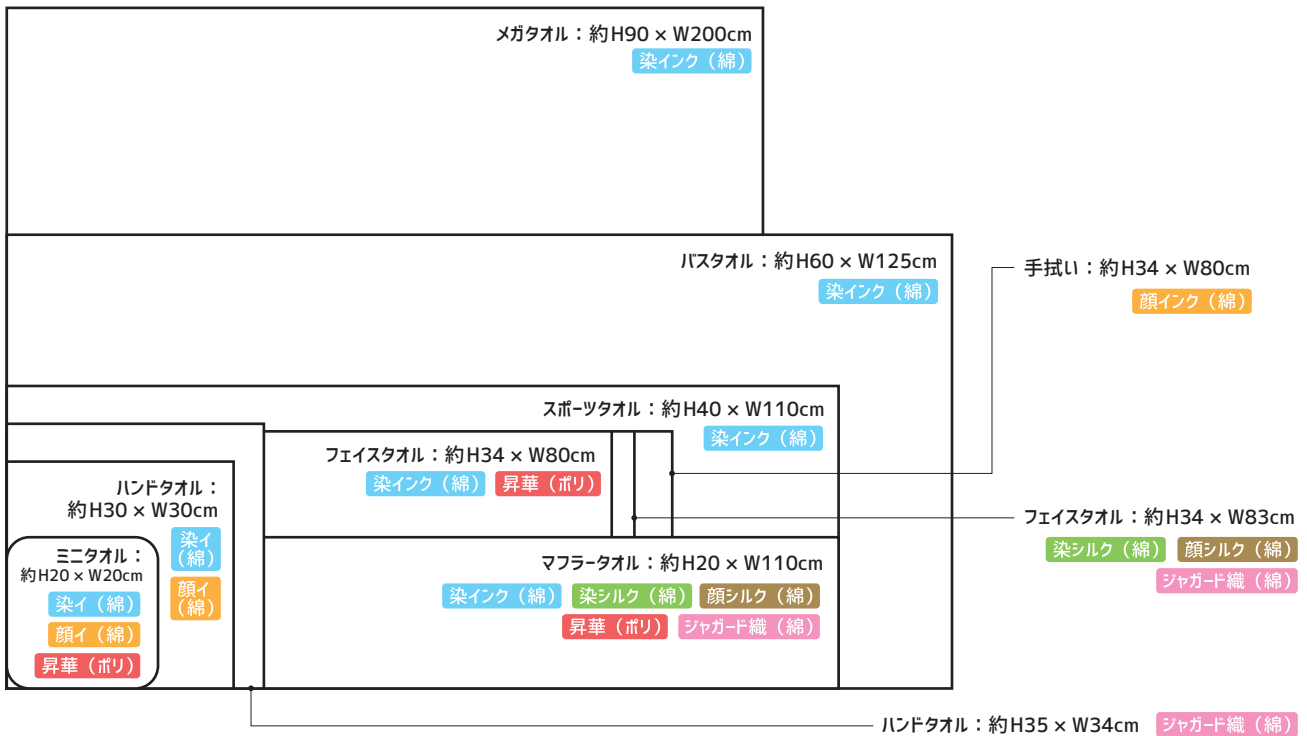 メガタオル：約H90 × W200cm
染インク（綿）
バスタオル：約H60 × W125cm
染インク（綿）
手拭い：約H34 × W80cm
顔インク（綿）
スポーツタオル：約H40 × W110cm
染インク（綿）
フェイスタオル：約H34 × W80cm
染インク（綿） 昇華（ポリ）
ハンドタオル：
約H30 × W30cm
染イ
（綿）
顔イ
（綿）
ミニタオル：
約H20 × W20cm
染イ（綿）
顔イ（綿）
昇華（ポリ）
フェイスタオル：約H34 × W83cm
染シルク（綿） 顔シルク（綿）
ジャガード織（綿）
マフラータオル：約H20 × W110cm
染インク（綿） 染シルク（綿） 顔シルク（綿）
昇華（ポリ） ジャガード織（綿）
ハンドタオル：約H35 × W34cm ジャガード織（綿）